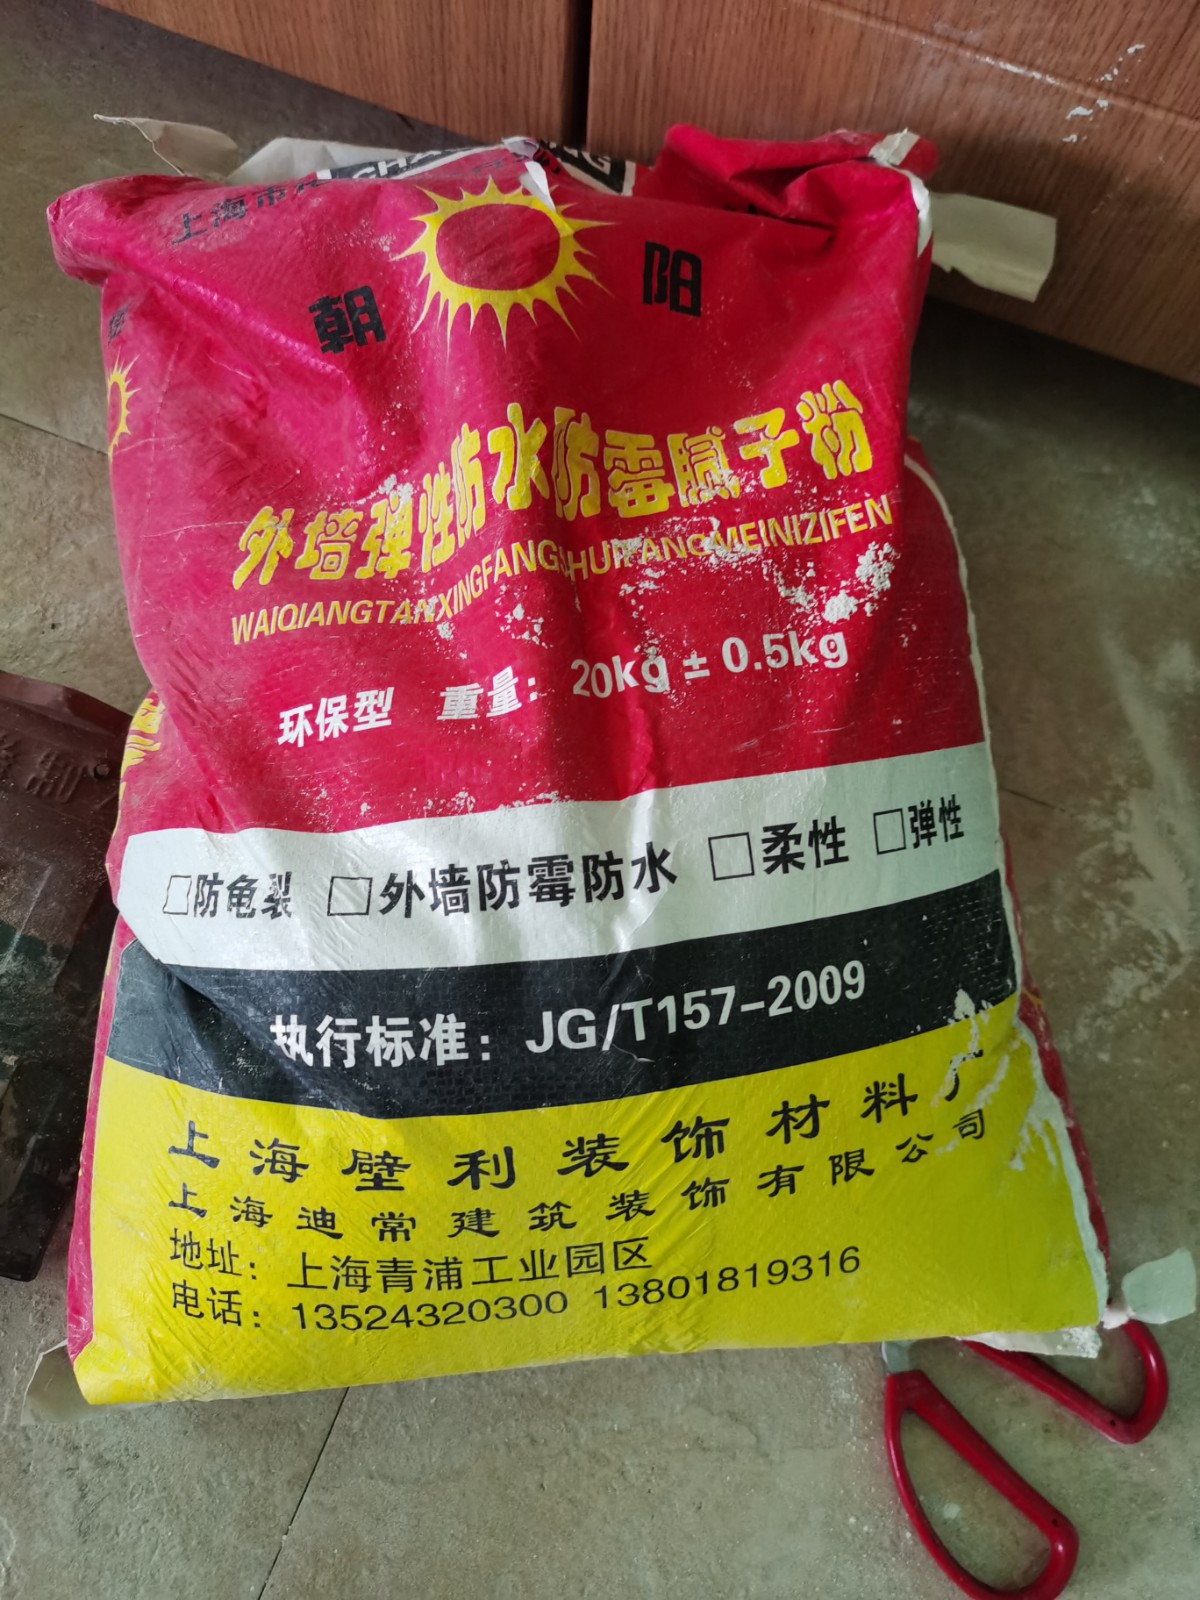 上海市
朝 阳
外墙弹性防水防霉腻子粉
WAIQIANGTANXINGFANGSHUIFANGMEINIZIFEN
环保型 重量：20kg ± 0.5kg
□防龟裂 □外墙防霉防水 □柔性 □弹性
执行标准：JG/T157-2009
上海壁利装饰材料厂
上海迪常建筑装饰有限公司
地址：上海青浦工业园区
电话：13524320300 13801819316